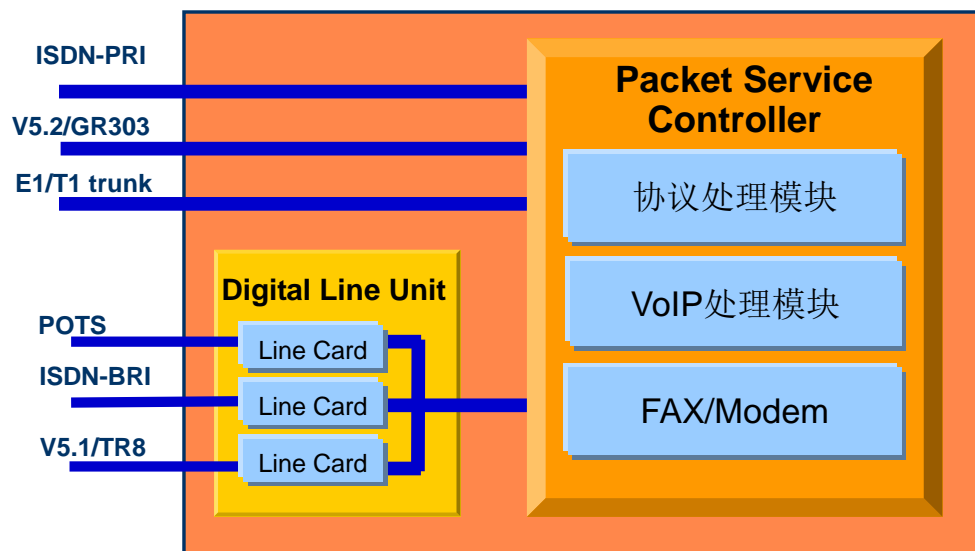 ISDN-PRI
V5.2/GR303
E1/T1 trunk
Packet Service
Controller
协议处理模块
VoIP处理模块
FAX/Modem
Digital Line Unit
POTS
Line Card
ISDN-BRI
Line Card
V5.1/TR8
Line Card